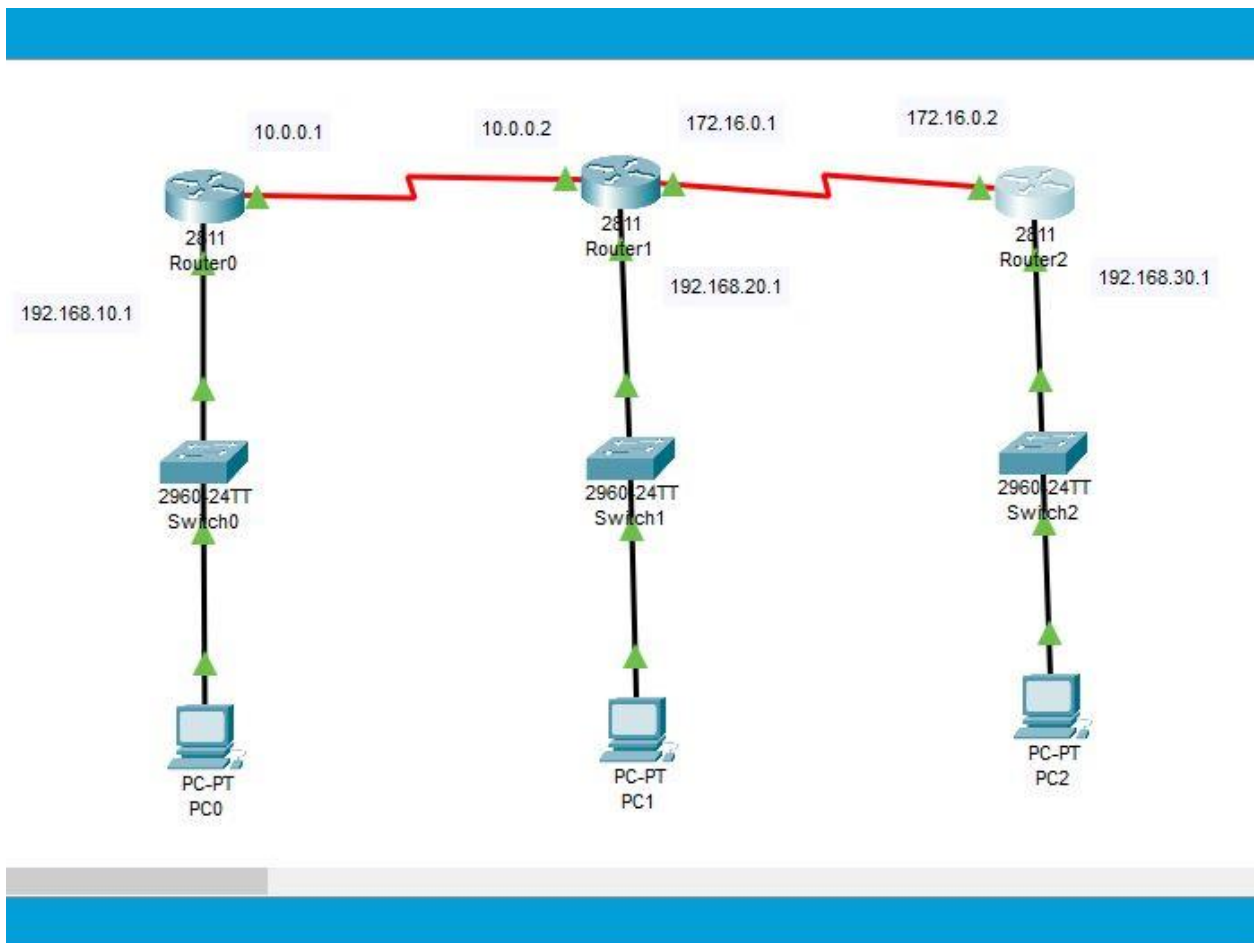 10.0.0.1
10.0.0.2
172.16.0.1
172.16.0.2
2811
Router0
2811
Router1
2811
Router2
192.168.10.1
192.168.20.1
192.168.30.1
2960-24TT
Switch0
2960-24TT
Switch1
2960-24TT
Switch2
PC-PT
PC0
PC-PT
PC1
PC-PT
PC2